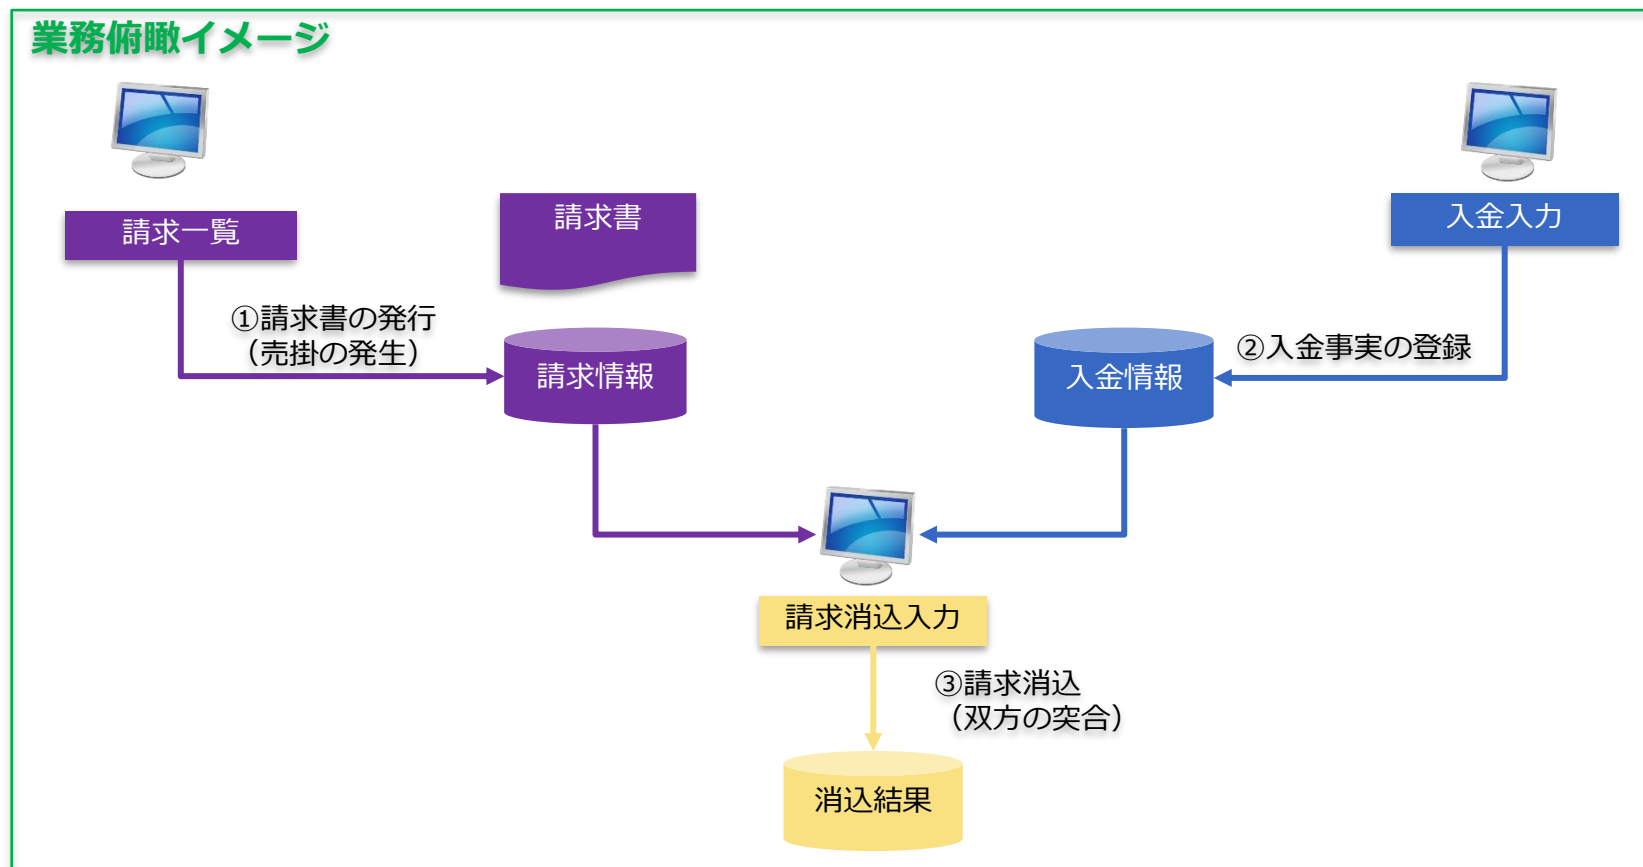 業務俯瞰イメージ
請求一覧
請求書
入金入力
①請求書の発行
（売掛の発生）
請求情報
入金情報
②入金事実の登録
請求消込入力
③請求消込
（双方の突合）
消込結果